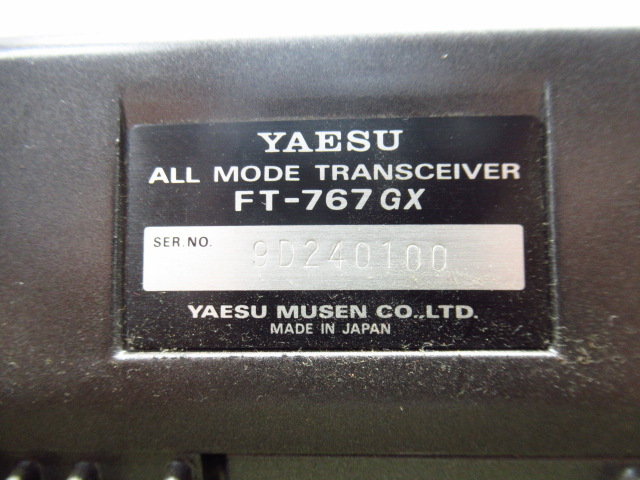 YAESU
ALL MODE TRANSCEIVER
FT-767GX
SER.NO. 9D240100
YAESU MUSEN CO.,LTD.
MADE IN JAPAN